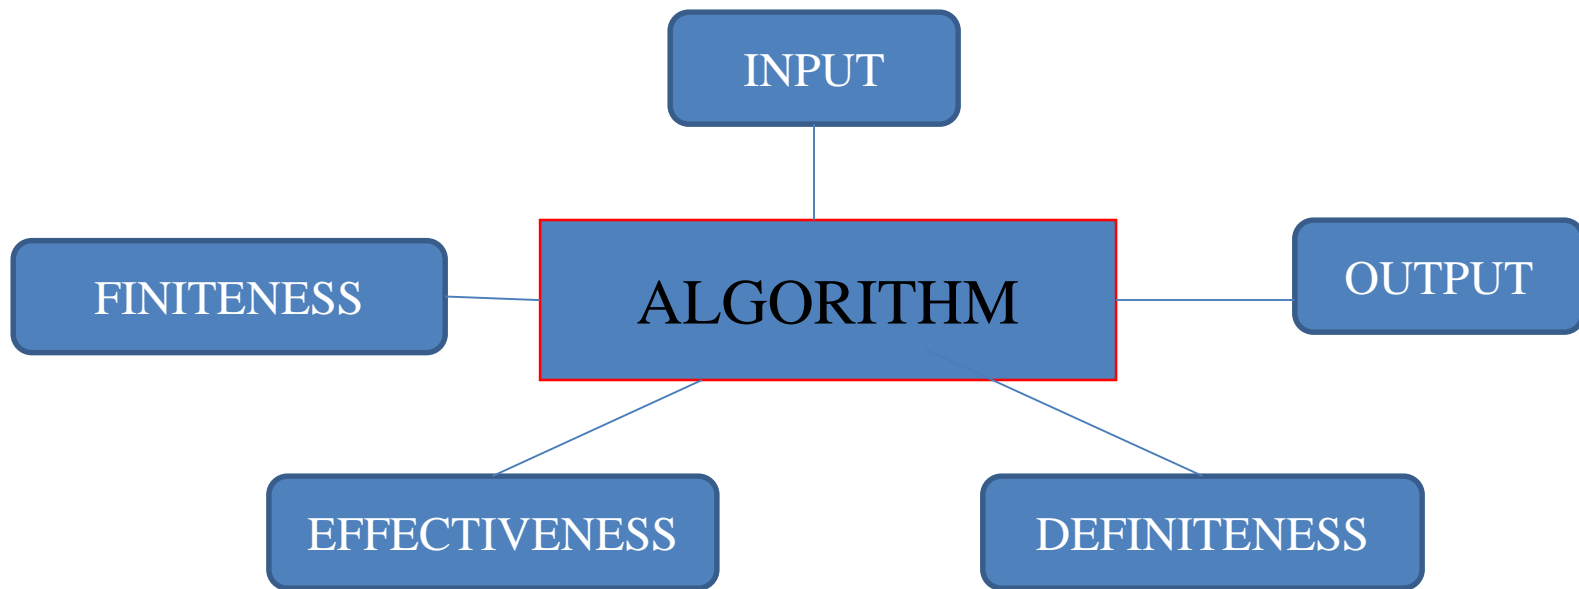 INPUT
OUTPUT
FINITENESS
ALGORITHM
EFFECTIVENESS
DEFINITENESS